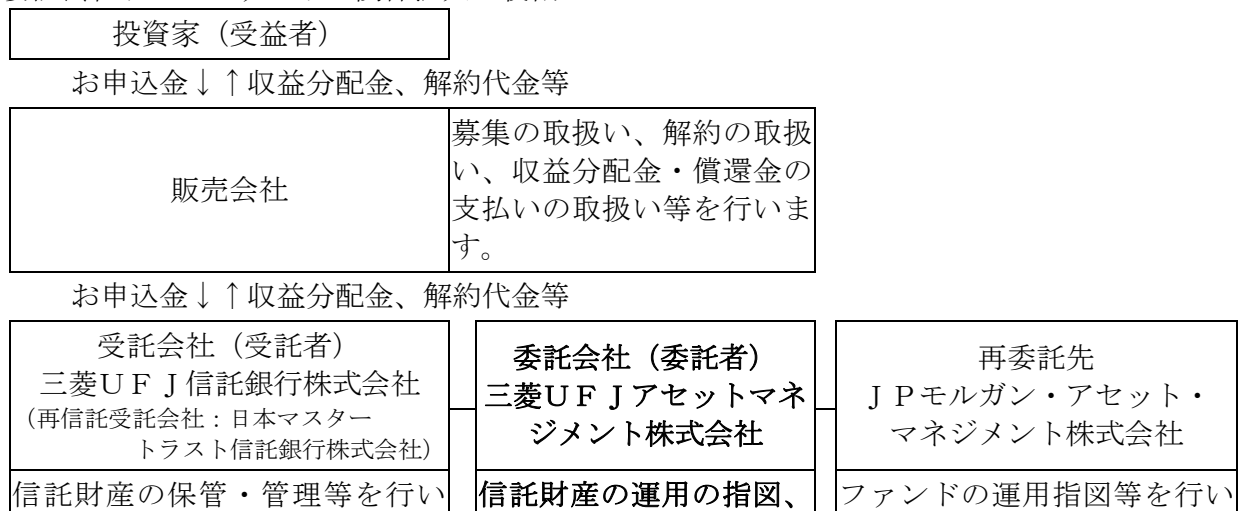 投資家（受益者）
お申込金↓↑収益分配金、解約代金等
販売会社
募集の取扱い、解約の取扱
い、収益分配金・償還金の
支払いの取扱い等を行いま
す。
お申込金↓↑収益分配金、解約代金等
受託会社（受託者）
三菱ＵＦＪ信託銀行株式会社
（再信託受託会社：日本マスター
トラスト信託銀行株式会社）
委託会社（委託者）
三菱ＵＦＪアセットマネ
ジメント株式会社
再委託先
ＪＰモルガン・アセット・
マネジメント株式会社
信託財産の保管・管理等を行い
信託財産の運用の指図、
ファンドの運用指図等を行い